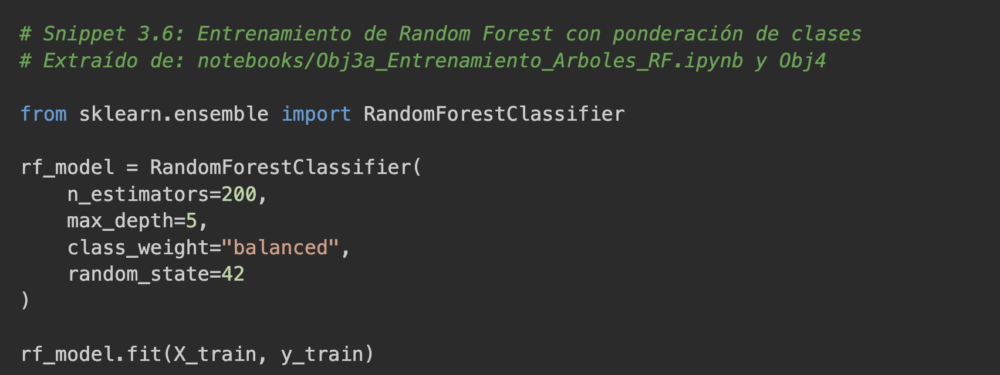 # Snippet 3.6: Entrenamiento de Random Forest con ponderación de clases
# Extraído de: notebooks/Obj3a_Entrenamiento_Arboles_RF.ipynb y Obj4
from sklearn.ensemble import RandomForestClassifier
rf_model = RandomForestClassifier(
    n_estimators=200,
    max_depth=5,
    class_weight="balanced",
    random_state=42
)
rf_model.fit(X_train, y_train)